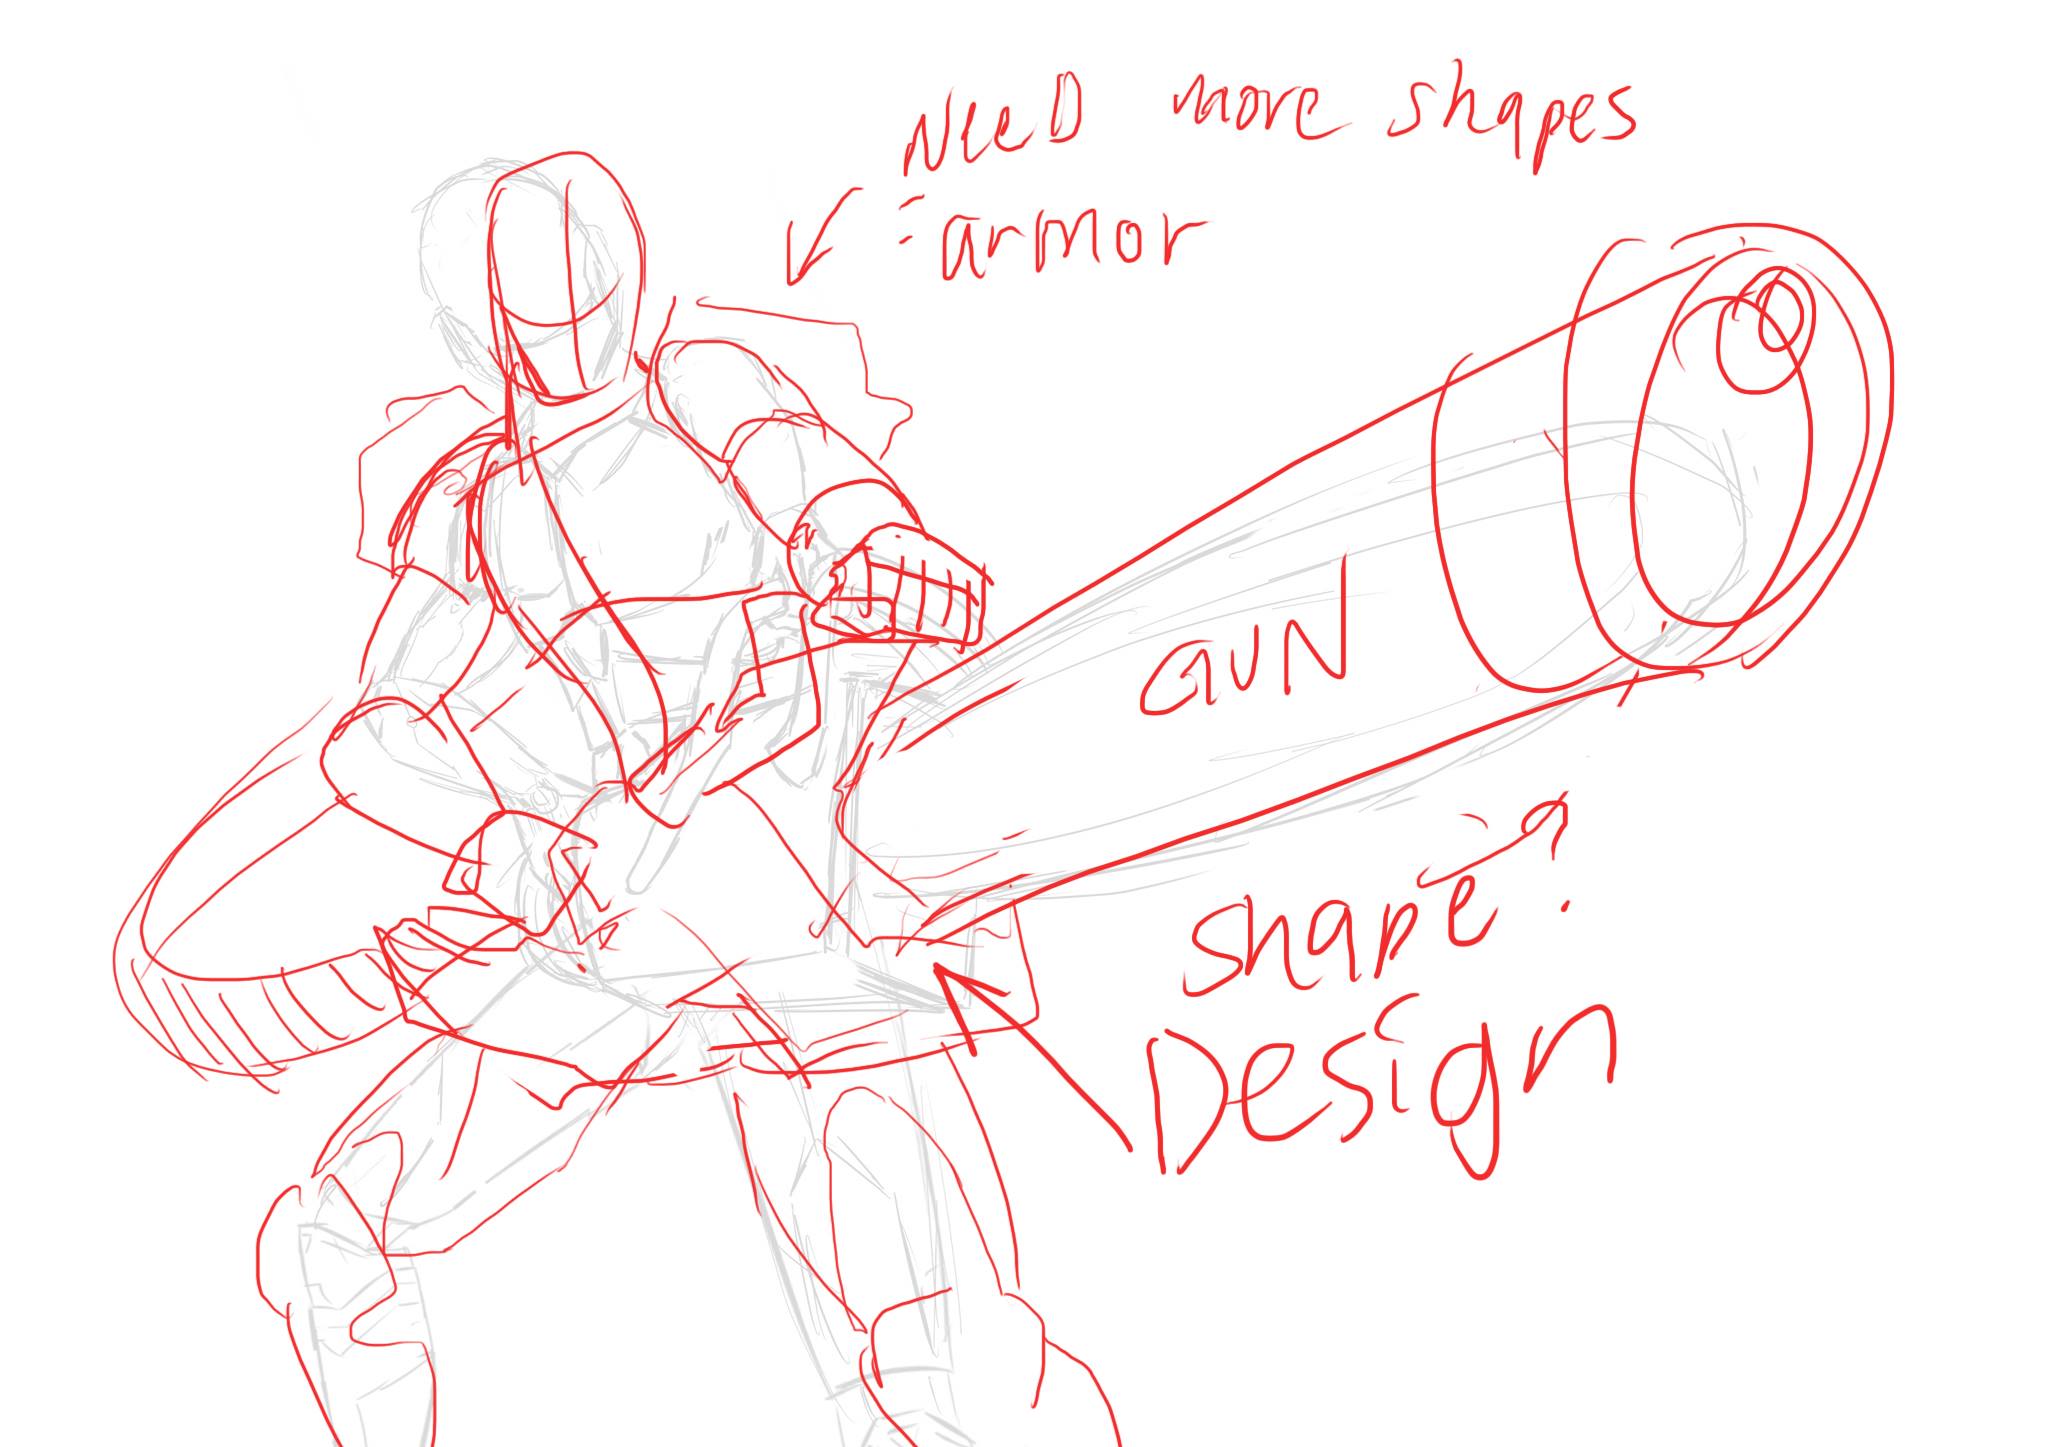 NeeD more shapes
= armor
GUN
Shape?
Design